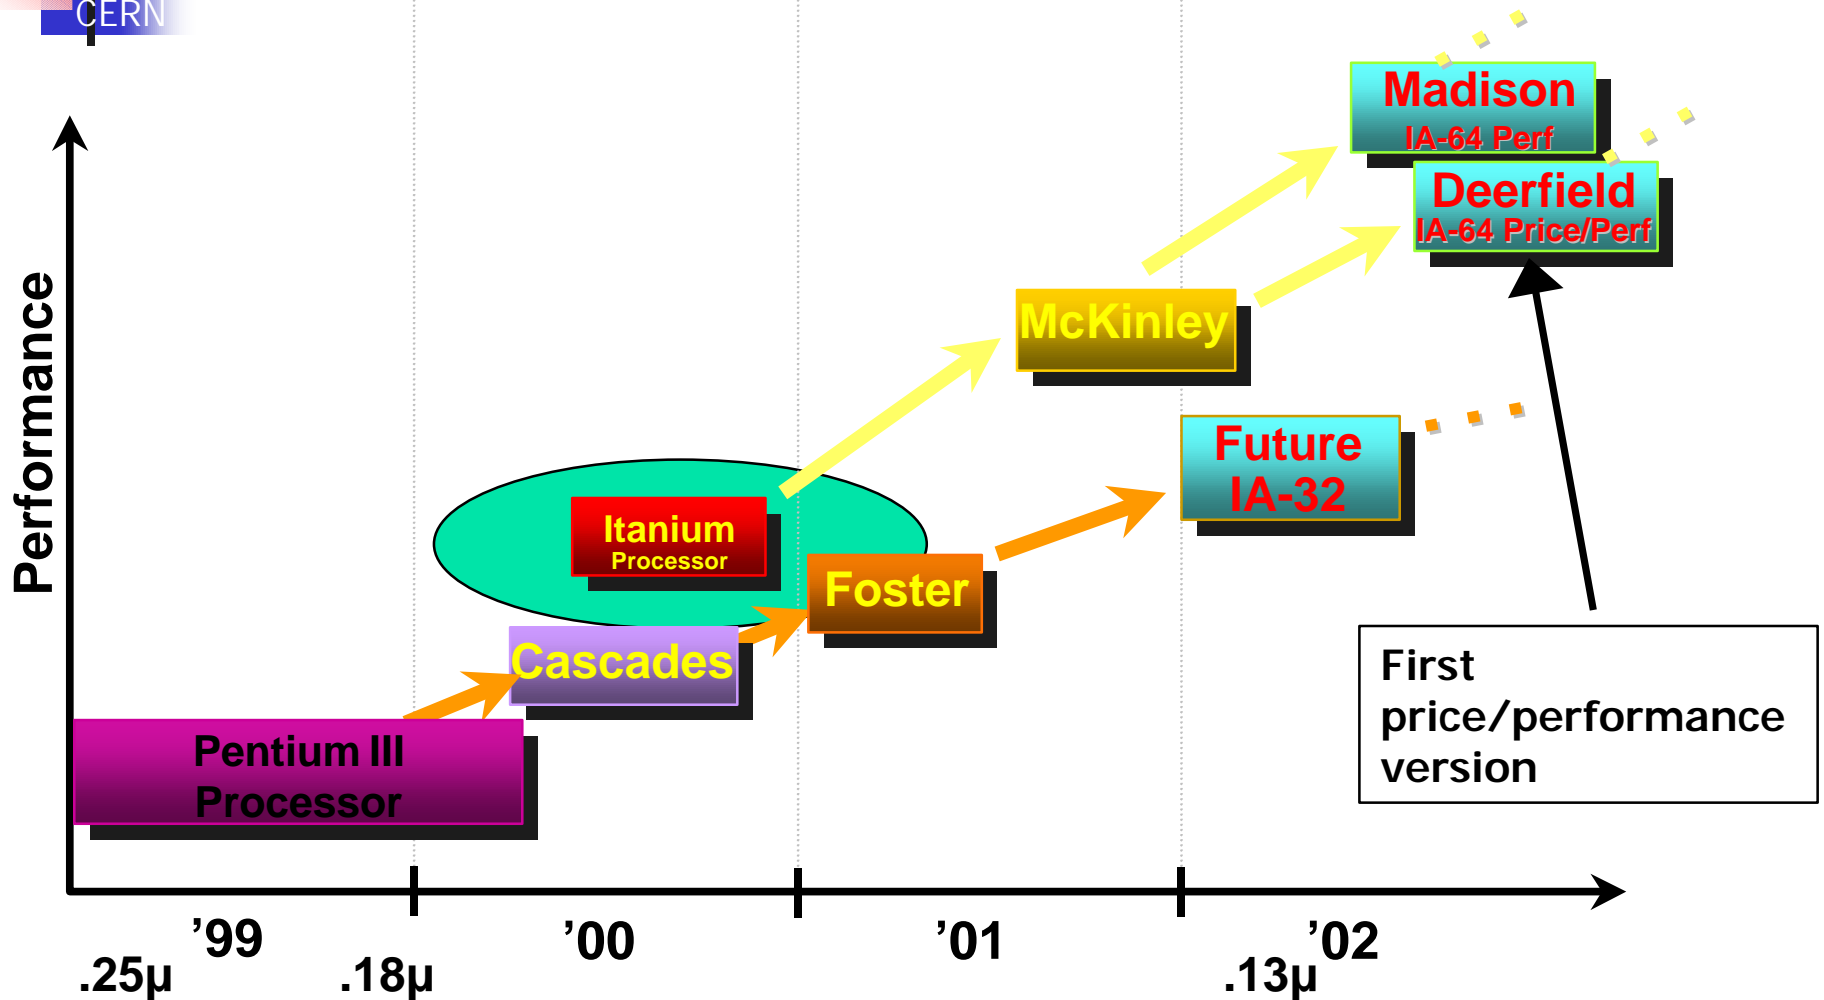 CERN
Madison
IA-64 Perf
Deerfield
IA-64 Price/Perf
McKinley
Future
IA-32
Itanium
Processor
Foster
Cascades
Pentium III
Processor
Performance
First
price/performance
version
’99
’00
’01
’02
.25μ
.18μ
.13μ